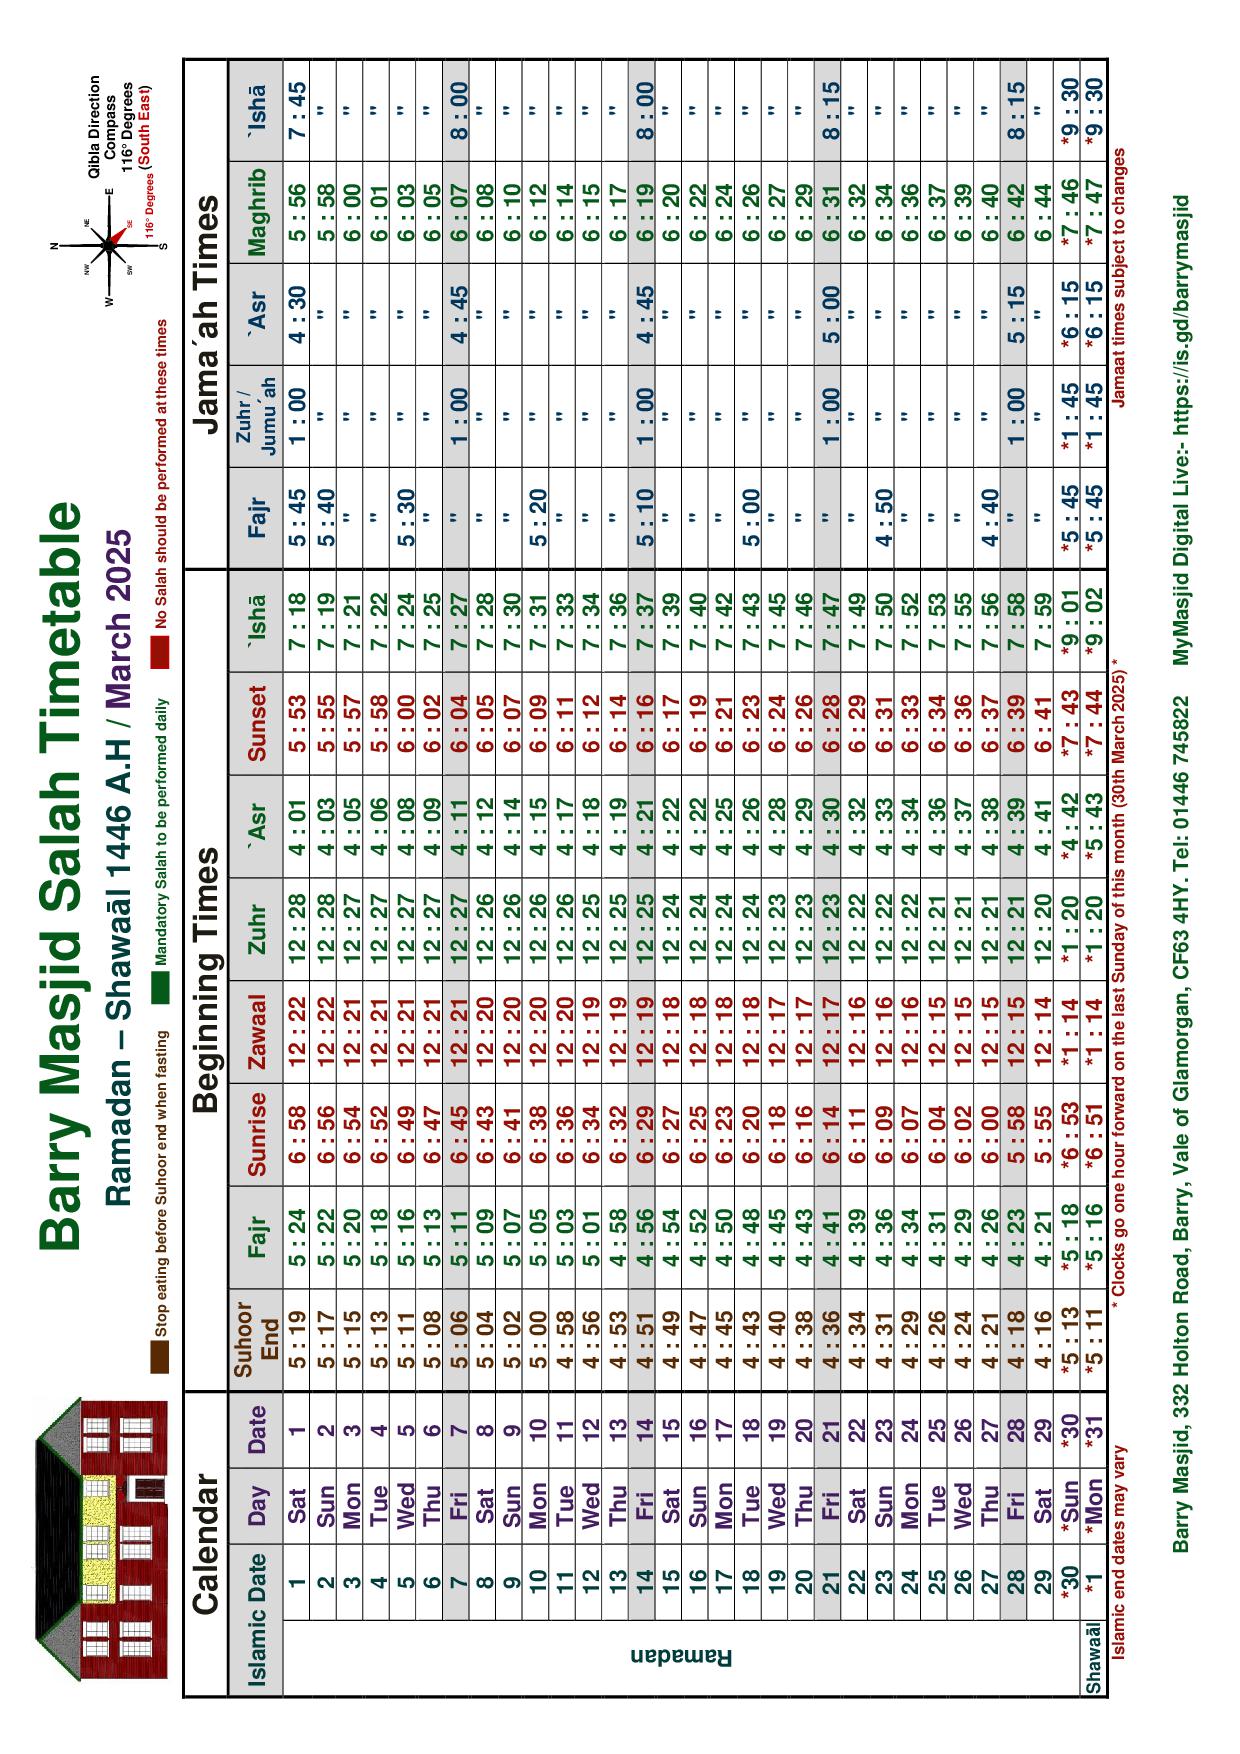 Barry Masjid Salah Timetable
Ramadan – Shawaāl 1446 A.H / March 2025
Stop eating before Suhoor end when fasting Mandatory Salah to be performed daily No Salah should be performed at these times
N
NW NE
W E
SW SE
S
116° Degrees
Qibla Direction
Compass
116° Degrees
(South East)
Calendar Beginning Times Jama´ah Times
Islamic Date Day Date Suhoor End Fajr Sunrise Zawaal Zuhr `Asr Sunset `Ishā Fajr Zuhr / Jumu´ah `Asr Maghrib `Ishā
Ramadan
1 Sat 1 5 : 19 5 : 24 6 : 58 12 : 22 12 : 28 4 : 01 5 : 53 7 : 18 5 : 45 1 : 00 4 : 30 5 : 56 7 : 45
2 Sun 2 5 : 17 5 : 22 6 : 56 12 : 22 12 : 28 4 : 03 5 : 55 7 : 19 5 : 40 " " 5 : 58 "
3 Mon 3 5 : 15 5 : 20 6 : 54 12 : 21 12 : 27 4 : 05 5 : 57 7 : 21 " " " 6 : 00 "
4 Tue 4 5 : 13 5 : 18 6 : 52 12 : 21 12 : 27 4 : 06 5 : 58 7 : 22 " " " 6 : 01 "
5 Wed 5 5 : 11 5 : 16 6 : 49 12 : 21 12 : 27 4 : 08 6 : 00 7 : 24 5 : 30 " " 6 : 03 "
6 Thu 6 5 : 08 5 : 13 6 : 47 12 : 21 12 : 27 4 : 09 6 : 02 7 : 25 " " " 6 : 05 "
7 Fri 7 5 : 06 5 : 11 6 : 45 12 : 21 12 : 27 4 : 11 6 : 04 7 : 27 " 1 : 00 4 : 45 6 : 07 8 : 00
8 Sat 8 5 : 04 5 : 09 6 : 43 12 : 20 12 : 26 4 : 12 6 : 05 7 : 28 " " " 6 : 08 "
9 Sun 9 5 : 02 5 : 07 6 : 41 12 : 20 12 : 26 4 : 14 6 : 07 7 : 30 " " " 6 : 10 "
10 Mon 10 5 : 00 5 : 05 6 : 38 12 : 20 12 : 26 4 : 15 6 : 09 7 : 31 5 : 20 " " 6 : 12 "
11 Tue 11 4 : 58 5 : 03 6 : 36 12 : 20 12 : 26 4 : 17 6 : 11 7 : 33 " " " 6 : 14 "
12 Wed 12 4 : 56 5 : 01 6 : 34 12 : 19 12 : 25 4 : 18 6 : 12 7 : 34 " " " 6 : 15 "
13 Thu 13 4 : 53 4 : 58 6 : 32 12 : 19 12 : 25 4 : 19 6 : 14 7 : 36 " " " 6 : 17 "
14 Fri 14 4 : 51 4 : 56 6 : 29 12 : 19 12 : 25 4 : 21 6 : 16 7 : 37 5 : 10 1 : 00 4 : 45 6 : 19 8 : 00
15 Sat 15 4 : 49 4 : 54 6 : 27 12 : 18 12 : 24 4 : 22 6 : 17 7 : 39 " " " 6 : 20 "
16 Sun 16 4 : 47 4 : 52 6 : 25 12 : 18 12 : 24 4 : 22 6 : 19 7 : 40 " " " 6 : 22 "
17 Mon 17 4 : 45 4 : 50 6 : 23 12 : 18 12 : 24 4 : 25 6 : 21 7 : 42 " " " 6 : 24 "
18 Tue 18 4 : 43 4 : 48 6 : 20 12 : 18 12 : 24 4 : 26 6 : 23 7 : 43 5 : 00 " " 6 : 26 "
19 Wed 19 4 : 40 4 : 45 6 : 18 12 : 17 12 : 23 4 : 28 6 : 24 7 : 45 " " " 6 : 27 "
20 Thu 20 4 : 38 4 : 43 6 : 16 12 : 17 12 : 23 4 : 29 6 : 26 7 : 46 " " " 6 : 29 "
21 Fri 21 4 : 36 4 : 41 6 : 14 12 : 17 12 : 23 4 : 30 6 : 28 7 : 47 " 1 : 00 5 : 00 6 : 31 8 : 15
22 Sat 22 4 : 34 4 : 39 6 : 11 12 : 16 12 : 22 4 : 32 6 : 29 7 : 49 " " " 6 : 32 "
23 Sun 23 4 : 31 4 : 36 6 : 09 12 : 16 12 : 22 4 : 33 6 : 31 7 : 50 4 : 50 " " 6 : 34 "
24 Mon 24 4 : 29 4 : 34 6 : 07 12 : 16 12 : 22 4 : 34 6 : 33 7 : 52 " " " 6 : 36 "
25 Tue 25 4 : 26 4 : 31 6 : 04 12 : 15 12 : 21 4 : 36 6 : 34 7 : 53 " " " 6 : 37 "
26 Wed 26 4 : 24 4 : 29 6 : 02 12 : 15 12 : 21 4 : 37 6 : 36 7 : 55 " " " 6 : 39 "
27 Thu 27 4 : 21 4 : 26 6 : 00 12 : 15 12 : 21 4 : 38 6 : 37 7 : 56 4 : 40 " " 6 : 40 "
28 Fri 28 4 : 18 4 : 23 5 : 58 12 : 15 12 : 21 4 : 39 6 : 39 7 : 58 " 1 : 00 5 : 15 6 : 42 8 : 15
29 Sat 29 4 : 16 4 : 21 5 : 55 12 : 14 12 : 20 4 : 41 6 : 41 7 : 59 " " " 6 : 44 "
*30 *Sun *30 *5 : 13 *5 : 18 *6 : 53 *1 : 14 *1 : 20 *4 : 42 *7 : 43 *9 : 01 *5 : 45 *1 : 45 *6 : 15 *7 : 46 *9 : 30
Shawaāl *1 *Mon *31 *5 : 11 *5 : 16 *6 : 51 *1 : 14 *1 : 20 *5 : 43 *7 : 44 *9 : 02 *5 : 45 *1 : 45 *6 : 15 *7 : 47 *9 : 30
Islamic end dates may vary * Clocks go one hour forward on the last Sunday of this month (30th March 2025) * Jamaat times subject to changes
Barry Masjid, 332 Holton Road, Barry, Vale of Glamorgan, CF63 4HY. Tel: 01446 745822 MyMasjid Digital Live:- https://is.gd/barrymasjid